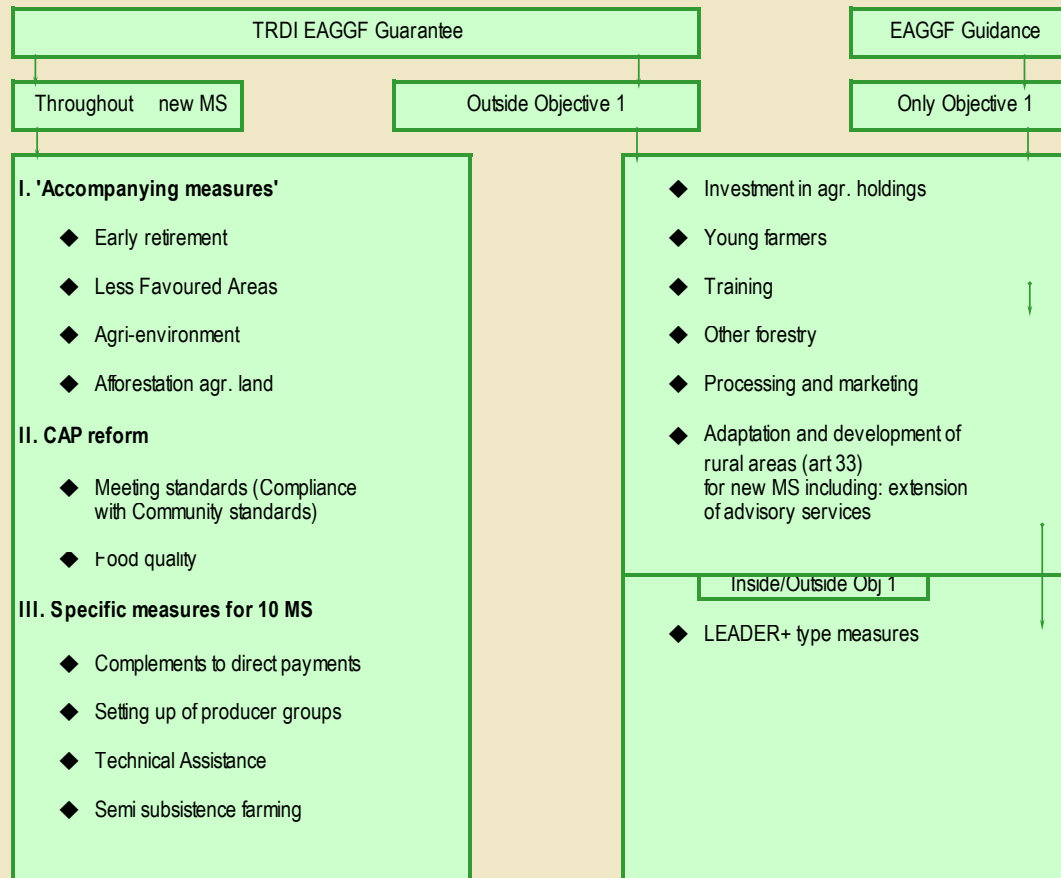 TRDI EAGGF Guarantee
EAGGF Guidance
Throughout new MS
Outside Objective 1
Only Objective 1
I. 'Accompanying measures'
◆ Early retirement
◆ Less Favoured Areas
◆ Agri-environment
◆ Afforestation agr. land
II. CAP reform
◆ Meeting standards (Compliance
with Community standards)
◆ Food quality
III. Specific measures for 10 MS
◆ Complements to direct payments
◆ Setting up of producer groups
◆ Technical Assistance
◆ Semi subsistence farming
◆ Investment in agr. holdings
◆ Young farmers
◆ Training
◆ Other forestry
◆ Processing and marketing
◆ Adaptation and development of
rural areas (art 33)
for new MS including: extension
of advisory services
Inside/Outside Obj 1
◆ LEADER+ type measures